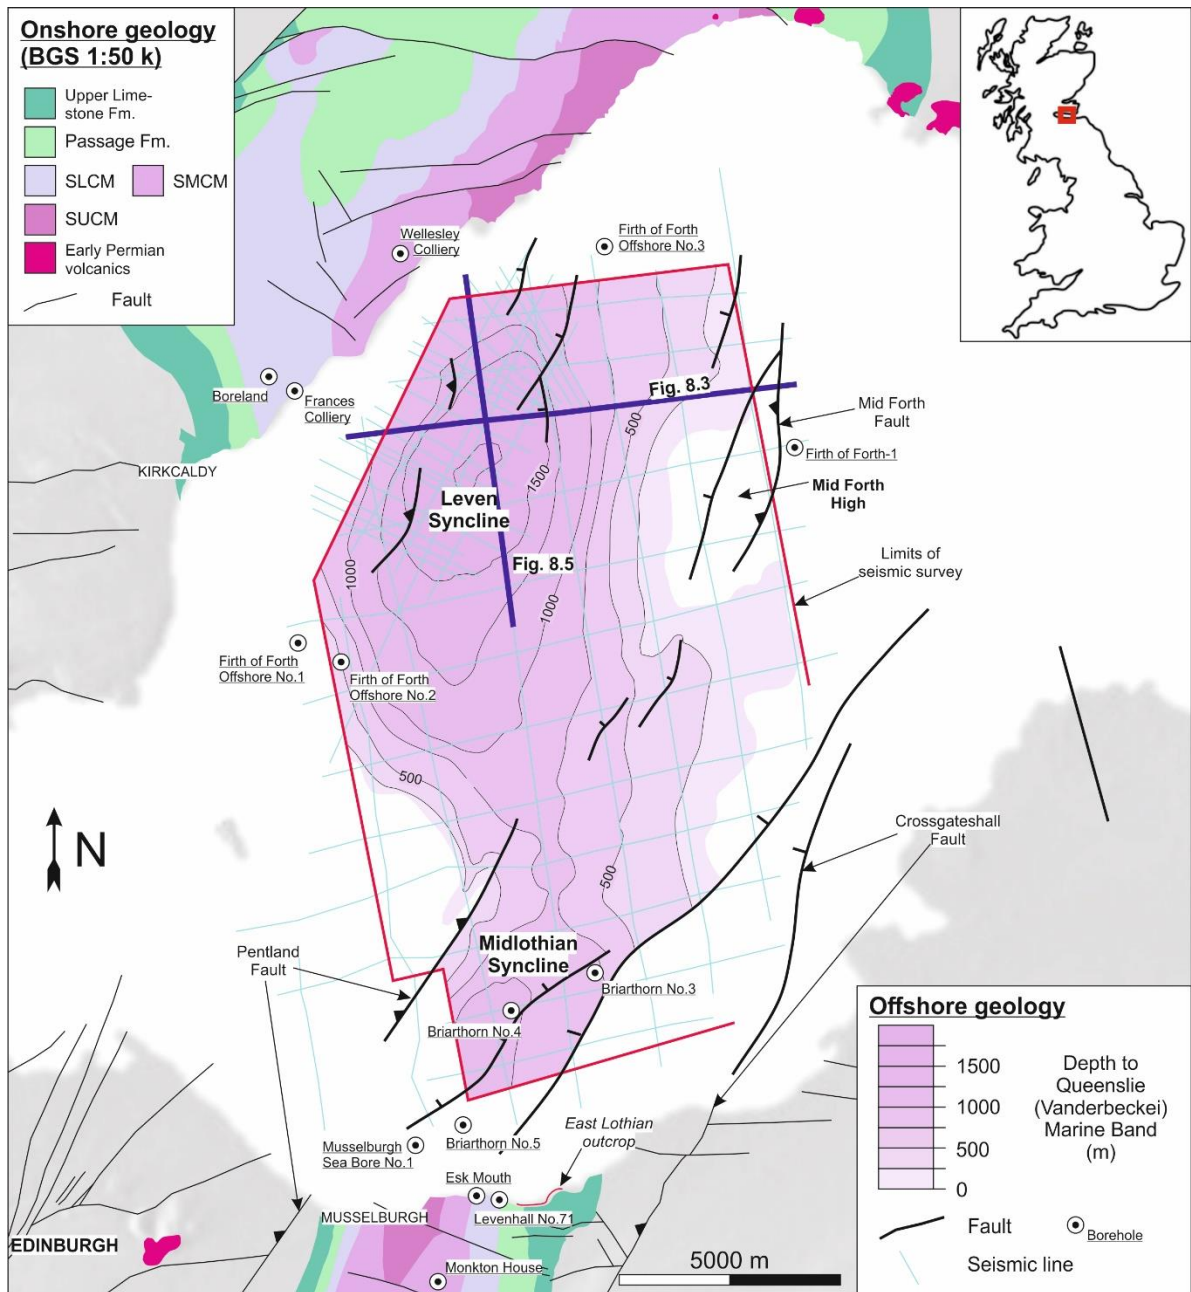 Onshore geology
(BGS 1:50 k)
Upper Lime-
stone Fm.
Passage Fm.
SLCM
SMCM
SUCM
Early Permian
volcanics
Fault
Wellesley
Colliery
Firth of Forth
Offshore No.3
Boreland
Frances
Colliery
KIRKCALDY
Fig. 8.3
500
Mid Forth
Fault
Firth of Forth-1
Mid Forth
High
1500
Leven
Syncline
Fig. 8.5
Limits of
seismic survey
1000
1000
Firth of Forth
Offshore No.1
Firth of Forth
Offshore No.2
500
N
Crossgateshall
Fault
500
Pentland
Fault
Midlothian
Syncline
Briarthorn No.3
Briarthorn No.4
Musselburgh
Sea Bore No.1
Briarthorn No.5
East Lothian
outcrop
Esk Mouth
Levenhall No.71
MUSSELBURGH
EDINBURGH
Monkton House
5000 m
Offshore geology
1500
1000
500
0
Depth to
Queenslie
(Vanderbeckei)
Marine Band
(m)
Fault
Borehole
Seismic line